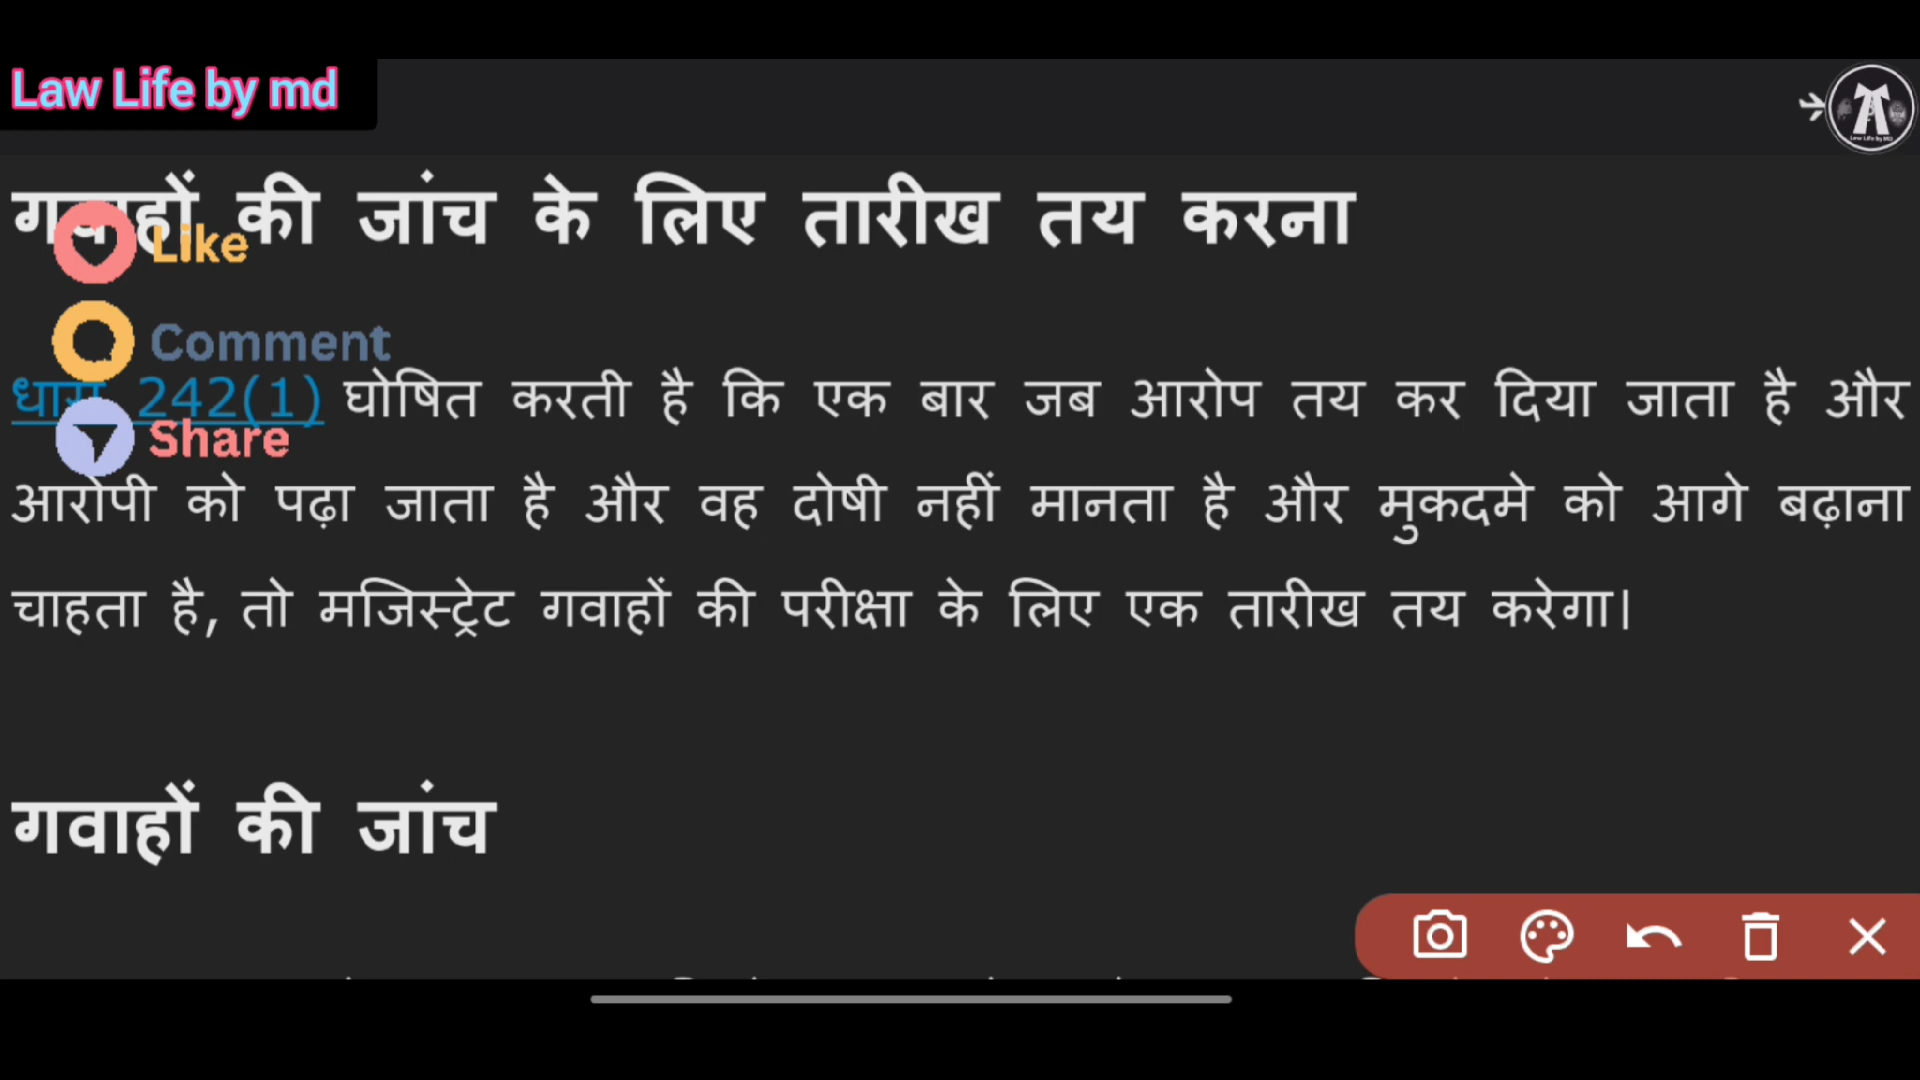 Law Life by md
गवाहों की जांच के लिए तारीख तय करना
Like
Comment
धारा 242(1) घोषित करती है कि एक बार जब आरोप तय कर दिया जाता है और
Share
आरोपी को पढ़ा जाता है और वह दोषी नहीं मानता है और मुकदमे को आगे बढ़ाना
चाहता है, तो मजिस्ट्रेट गवाहों की परीक्षा के लिए एक तारीख तय करेगा।
गवाहों की जांच